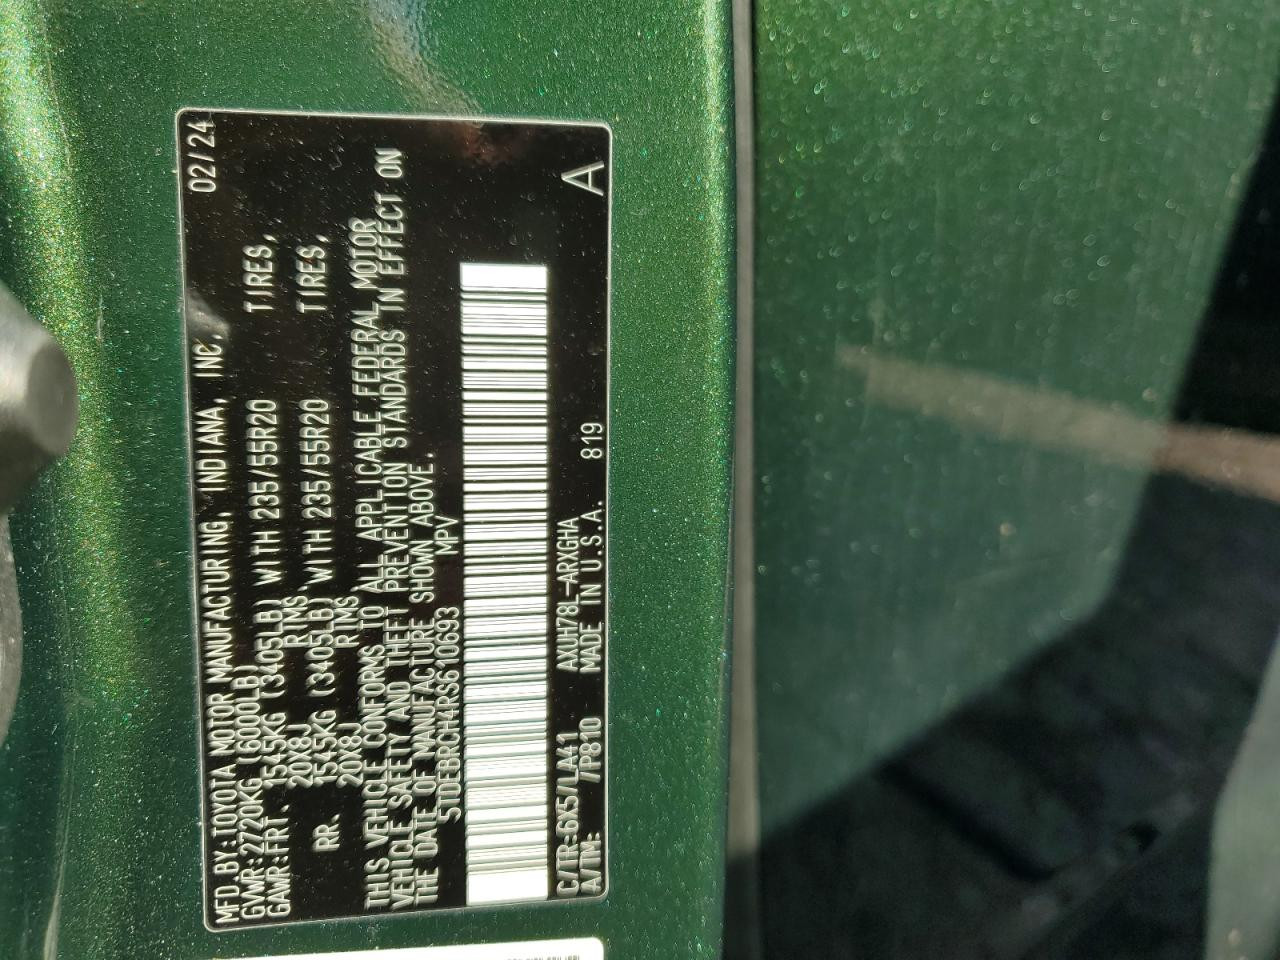 MFD BY:TOYOTA MOTOR MANUFACTURING, INDIANA, INC. 02/24
GVWR:2720KG (6000LB)
GAWR:FRT. 1545KG (3405LB) WITH 235/55R20 TIRES,
20X8J RIMS,
RR. 1545KG (3405LB) WITH 235/55R20 TIRES,
20X8J RIMS
THIS VEHICLE CONFORMS TO ALL APPLICABLE FEDERAL MOTOR
VEHICLE SAFETY AND THEFT PREVENTION STANDARDS IN EFFECT ON
THE DATE OF MANUFACTURE SHOWN ABOVE.
5TDEBRCH4RS610693 MPV
C/TR:6X5/LA41 AXUH78L-ARXGHA
A/TM: /P810 MADE IN U.S.A. 819 A